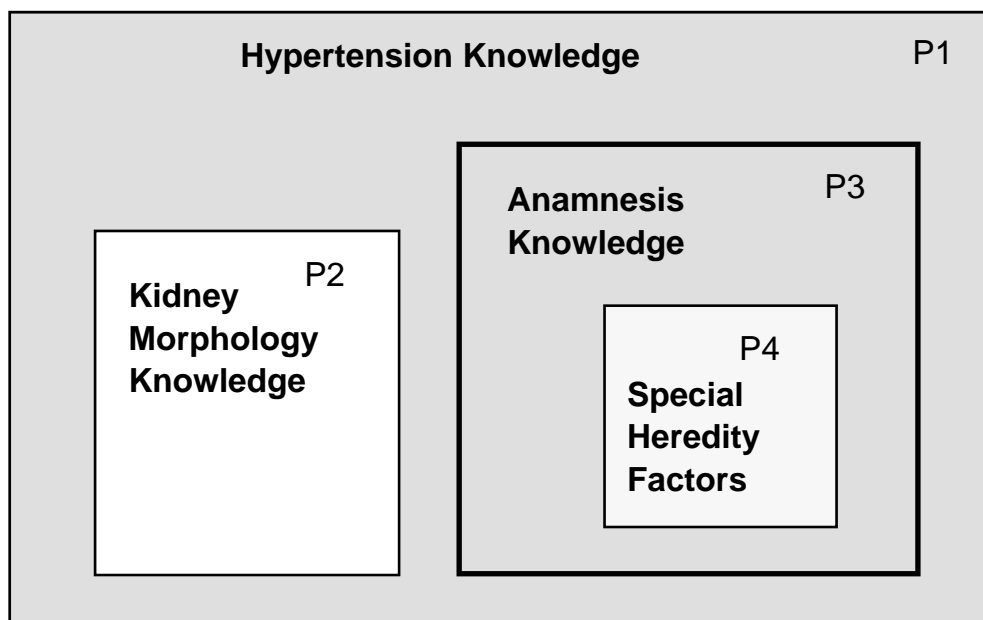 Hypertension Knowledge
P1
Anamnesis
Knowledge
P3
Kidney
Morphology
Knowledge
P2
P4
Special
Heredity
Factors